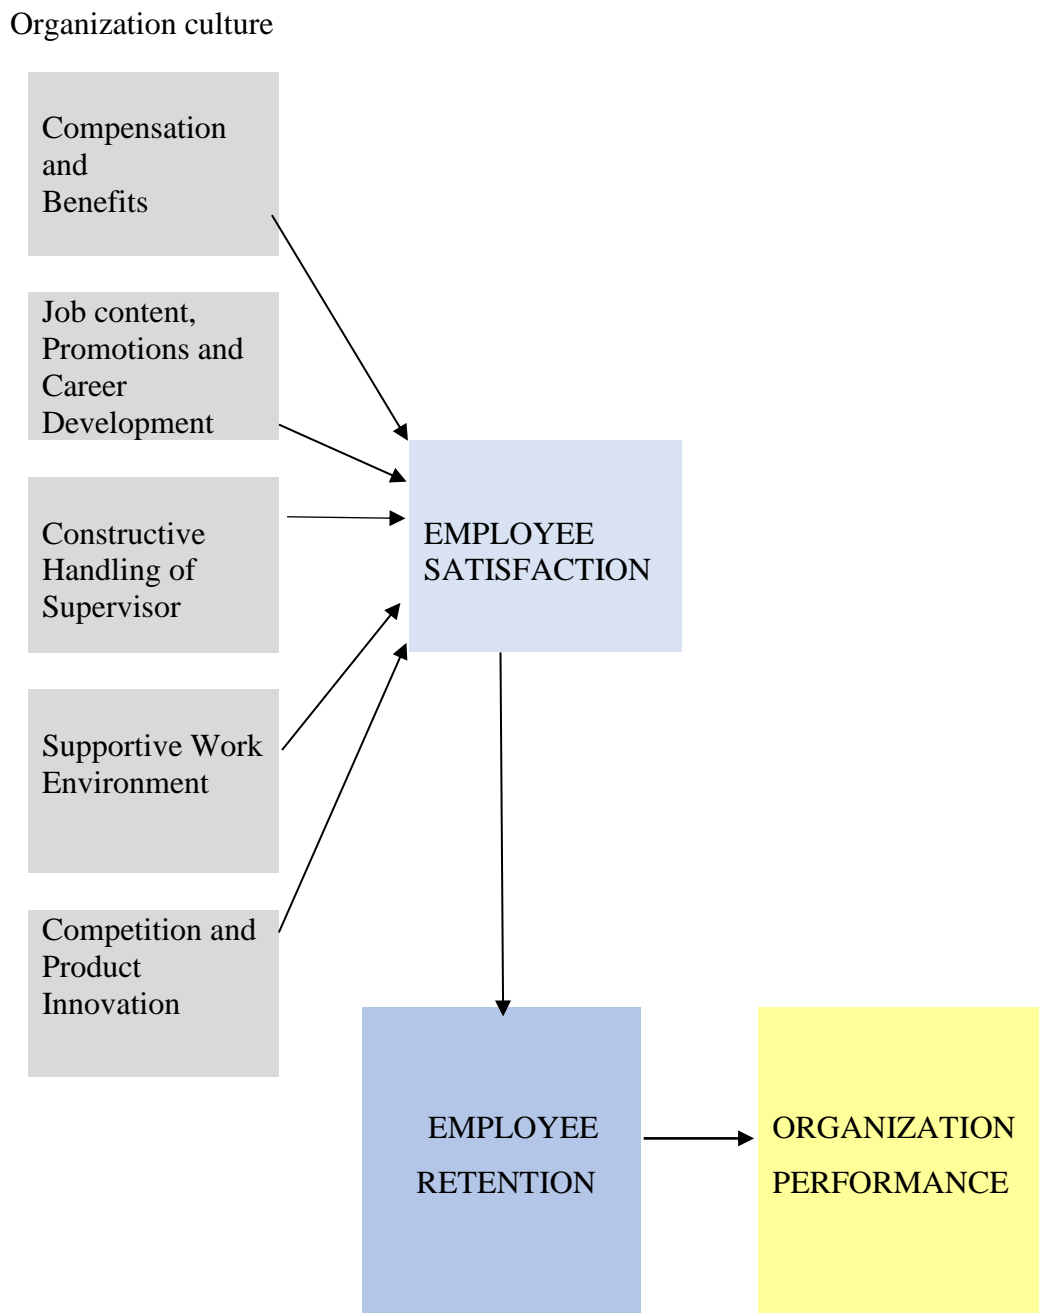 Organization culture
Compensation
and
Benefits
Job content,
Promotions and
Career
Development
Constructive
Handling of
Supervisor
EMPLOYEE
SATISFACTION
Supportive Work
Environment
Competition and
Product
Innovation
EMPLOYEE
RETENTION
ORGANIZATION
PERFORMANCE